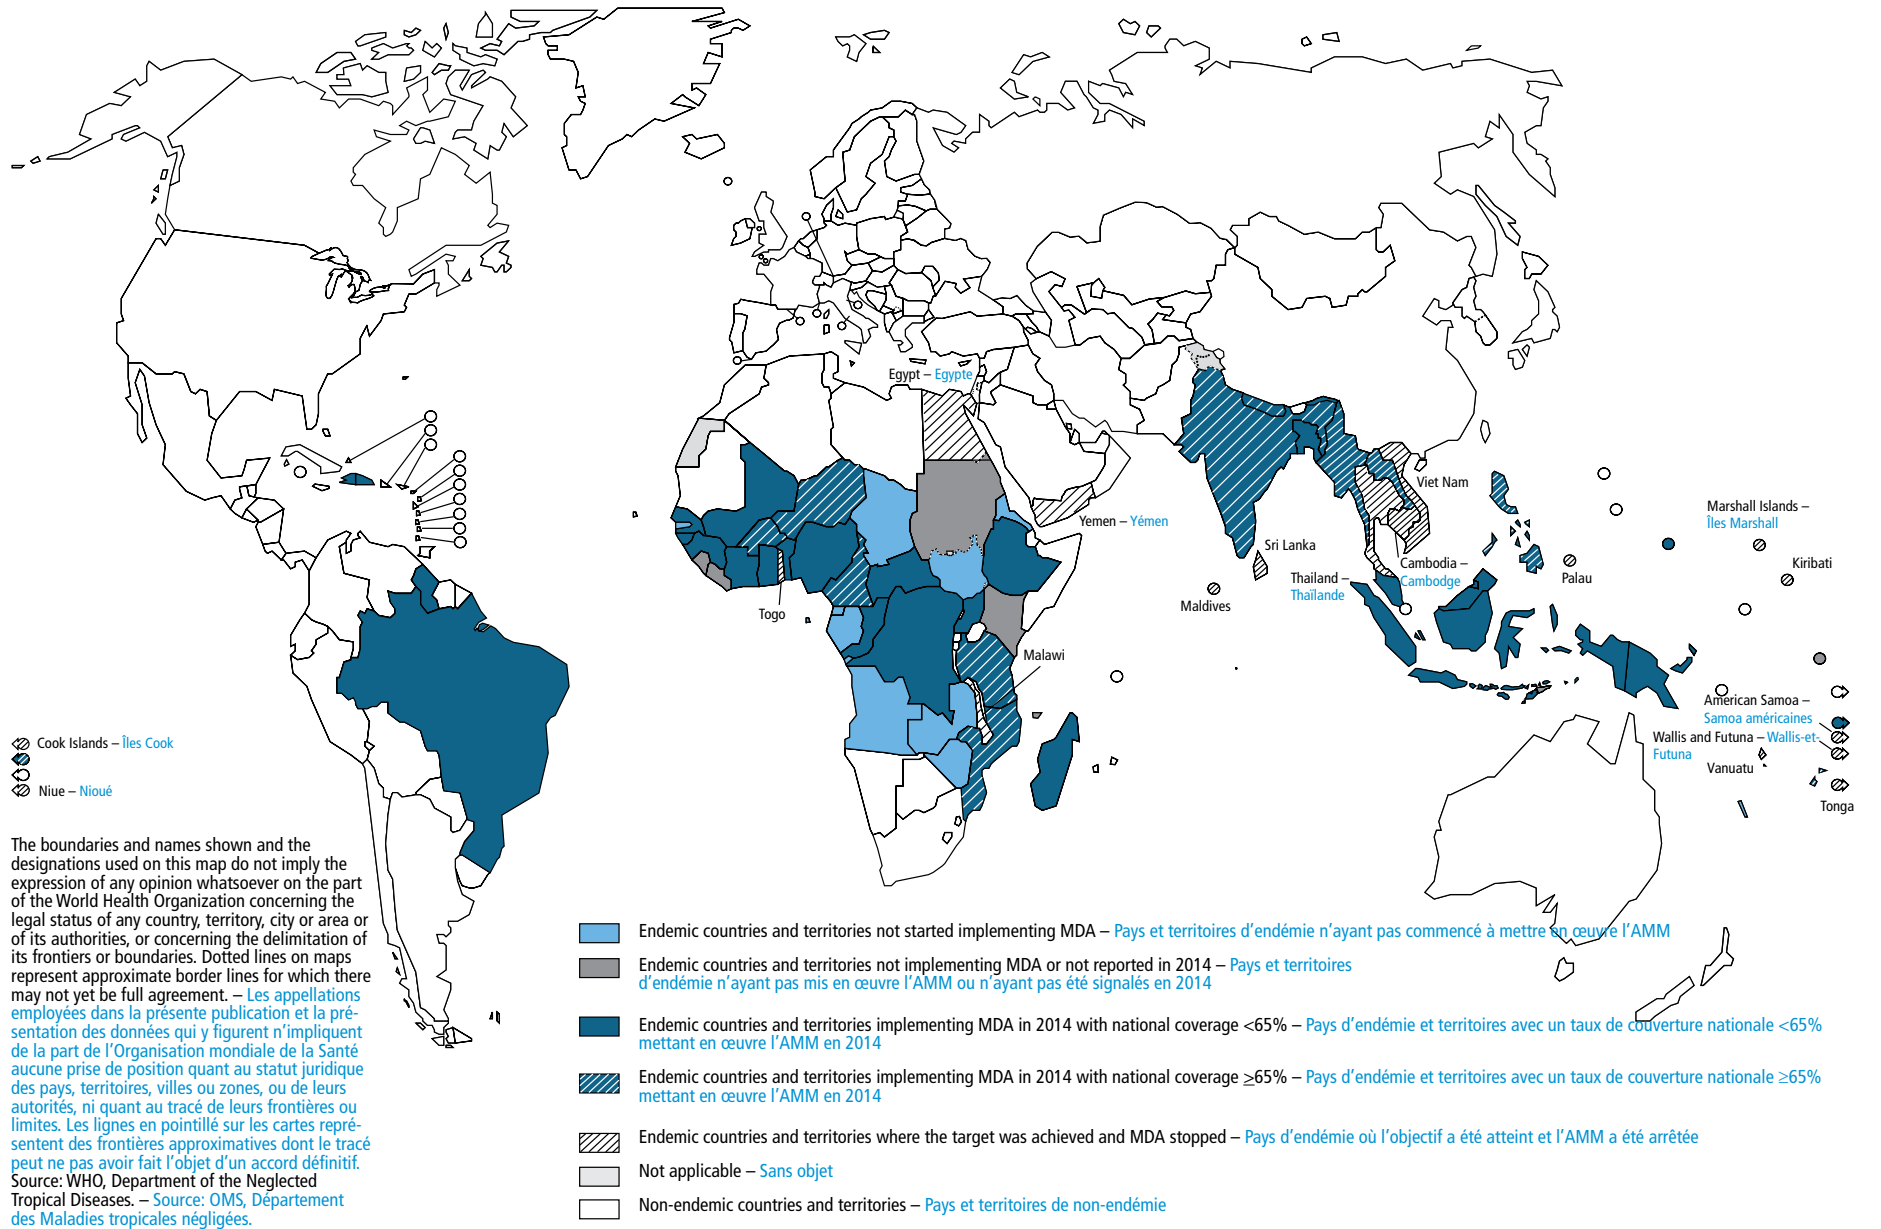 Egypt – Egypte
Viet Nam
Marshall Islands –
Îles Marshall
Yemen – Yémen
Sri Lanka
Cambodia –
Cambodge
Kiribati
Thailand –
Thaïlande
Palau
Maldives
Togo
Malawi
American Samoa –
Samoa américaines
Wallis and Futuna – Wallis-et-
Futuna
Vanuatu
Tonga
Cook Islands – Îles Cook
Niue – Nioué
The boundaries and names shown and the
designations used on this map do not imply the
expression of any opinion whatsoever on the part
of the World Health Organization concerning the
legal status of any country, territory, city or area or
of its authorities, or concerning the delimitation of
its frontiers or boundaries. Dotted lines on maps
represent approximate border lines for which there
may not yet be full agreement. – Les appellations
employées dans la présente publication et la pré-
sentation des données qui y figurent n’impliquent
de la part de l’Organisation mondiale de la Santé
aucune prise de position quant au statut juridique
des pays, territoires, villes ou zones, ou de leurs
autorités, ni quant au tracé de leurs frontières ou
limites. Les lignes en pointillé sur les cartes repré-
sentent des frontières approximatives dont le tracé
peut ne pas avoir fait l’objet d’un accord définitif.
Source: WHO, Department of the Neglected
Tropical Diseases. – Source: OMS, Département
des Maladies tropicales négligées.
Endemic countries and territories not started implementing MDA – Pays et territoires d’endémie n’ayant pas commencé à mettre en œuvre l’AMM
Endemic countries and territories not implementing MDA or not reported in 2014 – Pays et territoires
d’endémie n’ayant pas mis en œuvre l’AMM ou n’ayant pas été signalés en 2014
Endemic countries and territories implementing MDA in 2014 with national coverage <65% – Pays d’endémie et territoires avec un taux de couverture nationale <65%
mettant en œuvre l’AMM en 2014
Endemic countries and territories implementing MDA in 2014 with national coverage ≥65% – Pays d’endémie et territoires avec un taux de couverture nationale ≥65%
mettant en œuvre l’AMM en 2014
Endemic countries and territories where the target was achieved and MDA stopped – Pays d’endémie où l’objectif a été atteint et l’AMM a été arrêtée
Not applicable – Sans objet
Non-endemic countries and territories – Pays et territoires de non-endémie